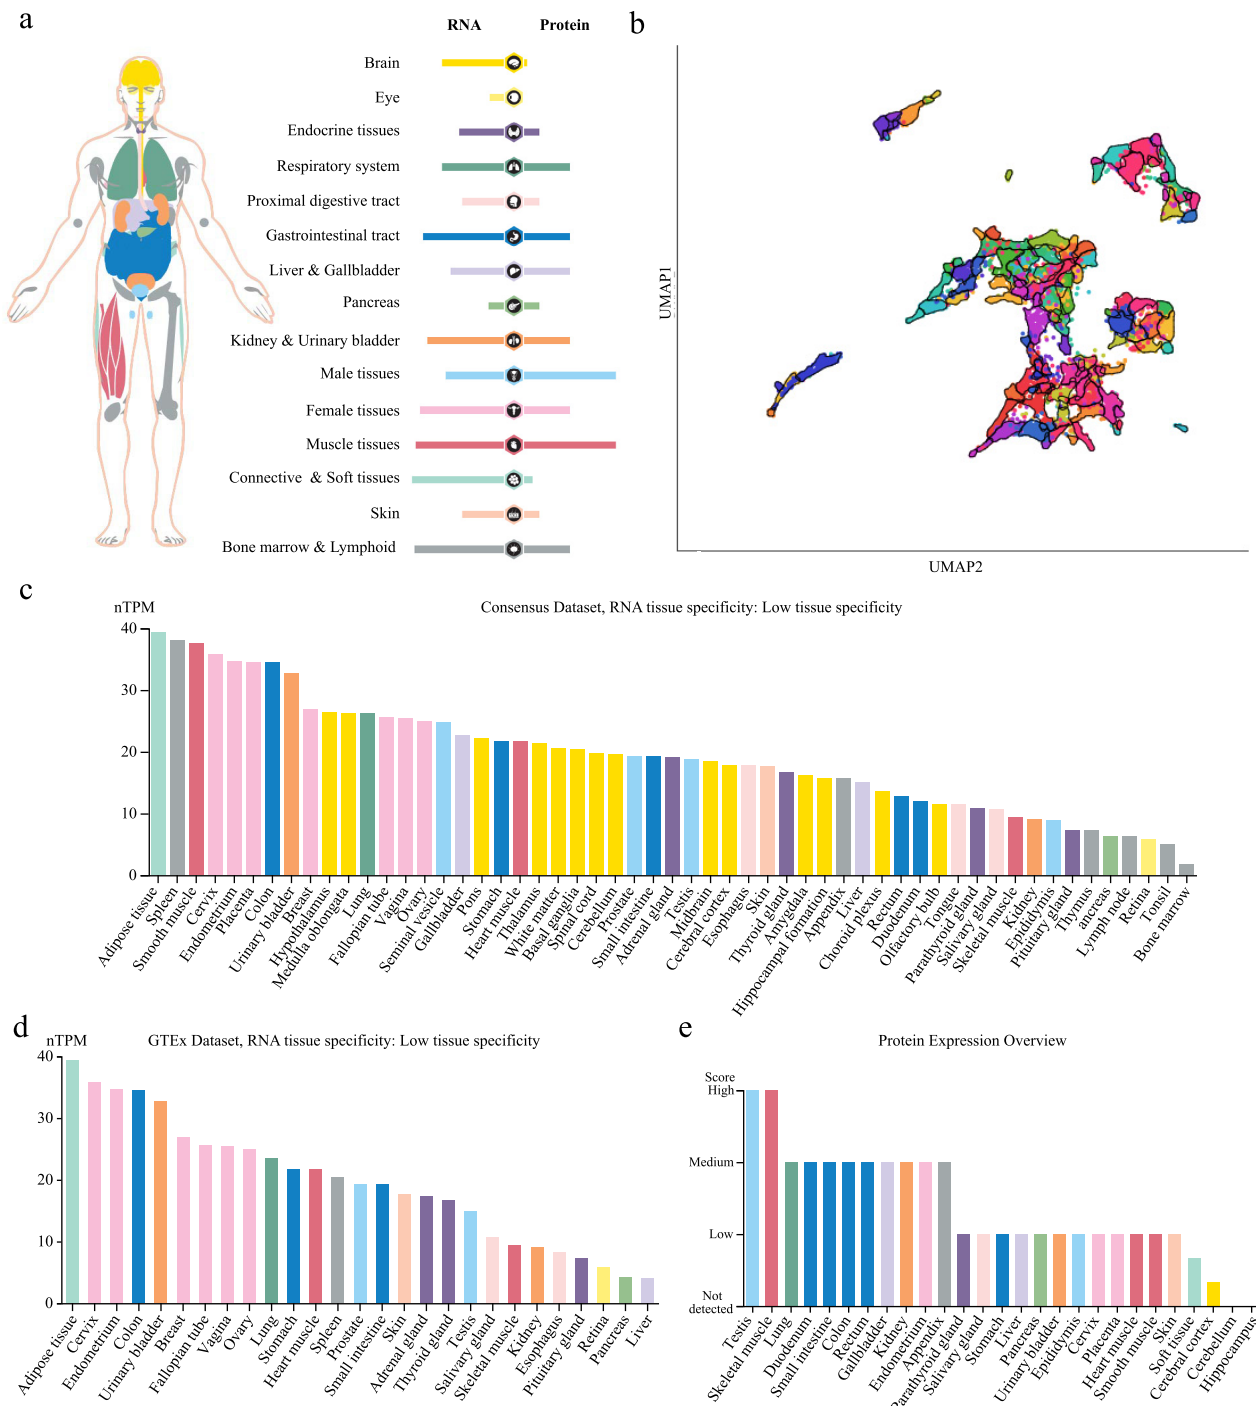 a
RNA
Protein
Brain
Eye
Endocrine tissues
Respiratory system
Proximal digestive tract
Gastrointestinal tract
Liver & Gallbladder
Pancreas
Kidney & Urinary bladder
Male tissues
Female tissues
Muscle tissues
Connective & Soft tissues
Skin
Bone marrow & Lymphoid
b
UMAP1
UMAP2
c
nTPM
Consensus Dataset, RNA tissue specificity: Low tissue specificity
40
30
20
10
0
Adipose tissue
Spleen
Smooth muscle
Cervix
Endometrium
Placenta
Colon
Urinary bladder
Breast
Hypothalamus
Medulla oblongata
Lung
Fallopian tube
Vagina
Ovary
Seminal vesicle
Gallbladder
Pons
Stomach
Heart muscle
Thalamus
White matter
Basal ganglia
Spinal cord
Cerebellum
Prostate
Small intestine
Adrenal gland
Testis
Midbrain
Cerebral cortex
Esophagus
Skin
Thyroid gland
Amygdala
Hippocampal formation
Appendix
Liver
Choroid plexus
Rectum
Duodenum
Olfactory bulb
Tongue
Parathyroid gland
Salivary gland
Skeletal muscle
Kidney
Epididymis
Pituitary gland
Thymus
ancreas
Lymph node
Retina
Tonsil
Bone marrow
d
nTPM
GTEx Dataset, RNA tissue specificity: Low tissue specificity
40
30
20
10
0
Adipose tissue
Cervix
Endometrium
Colon
Urinary bladder
Breast
Fallopian tube
Vagina
Ovary
Lung
Stomach
Heart muscle
Spleen
Prostate
Small intestine
Skin
Adrenal gland
Thyroid gland
Testis
Salivary gland
Skeletal muscle
Kidney
Esophagus
Pituitary gland
Retina
Pancreas
Liver
e
Protein Expression Overview
Score
High
Medium
Low
Not
detected
Testis
Skeletal muscle
Lung
Duodenum
Small intestine
Colon
Rectum
Gallbladder
Kidney
Endometrium
Appendix
Parathyroid gland
Salivary gland
Stomach
Liver
Pancreas
Urinary bladder
Epididymis
Cervix
Placenta
Heart muscle
Smooth muscle
Skin
Soft tissue
Cerebral cortex
Cerebellum
Hippocampus